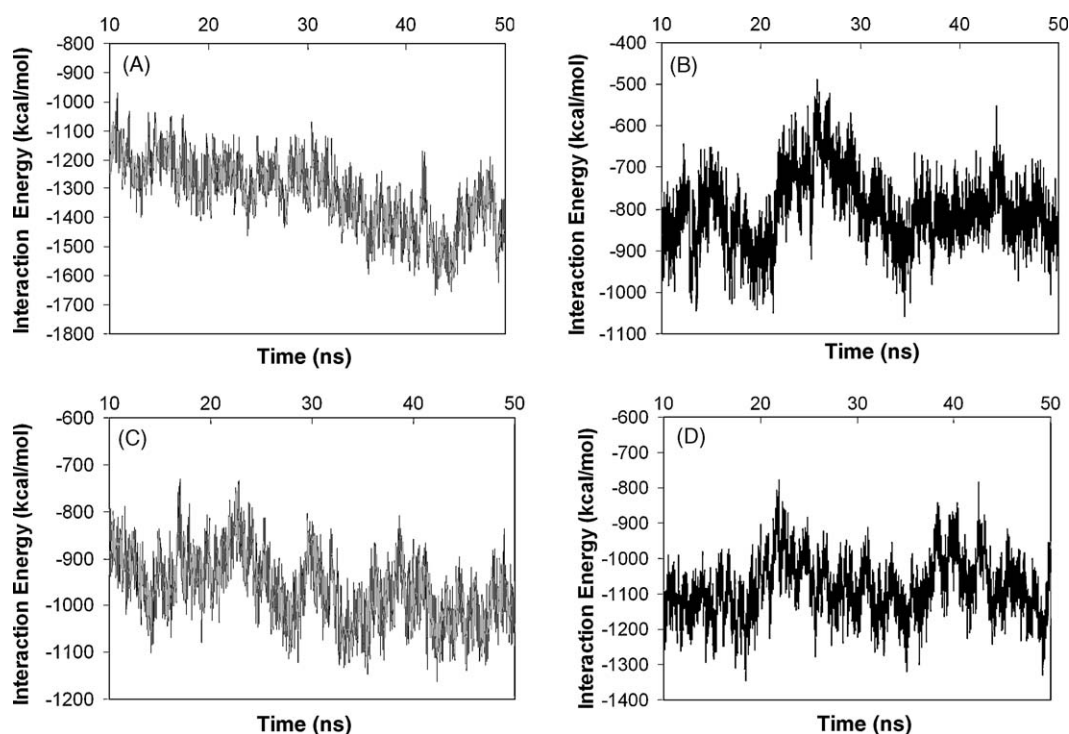 10 20 30 40 50
-800
(A)
-900
-1000
-1100
-1200
-1300
-1400
-1500
-1600
-1700
-1800
Interaction Energy (kcal/mol)
Time (ns)
10 20 30 40 50
-400
(B)
-500
-600
-700
-800
-900
-1000
-1100
Interaction Energy (kcal/mol)
Time (ns)
10 20 30 40 50
-600
(C)
-700
-800
-900
-1000
-1100
-1200
Interaction Energy (kcal/mol)
Time (ns)
10 20 30 40 50
-600
(D)
-700
-800
-900
-1000
-1100
-1200
-1300
-1400
Interaction Energy (kcal/mol)
Time (ns)